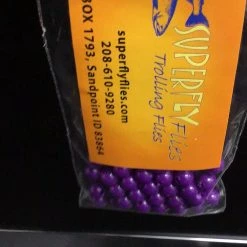 SUPERFLY Flies
Trolling Flies
superflyflies.com
208-610-9280
BOX 1793, Sandpoint ID 83864